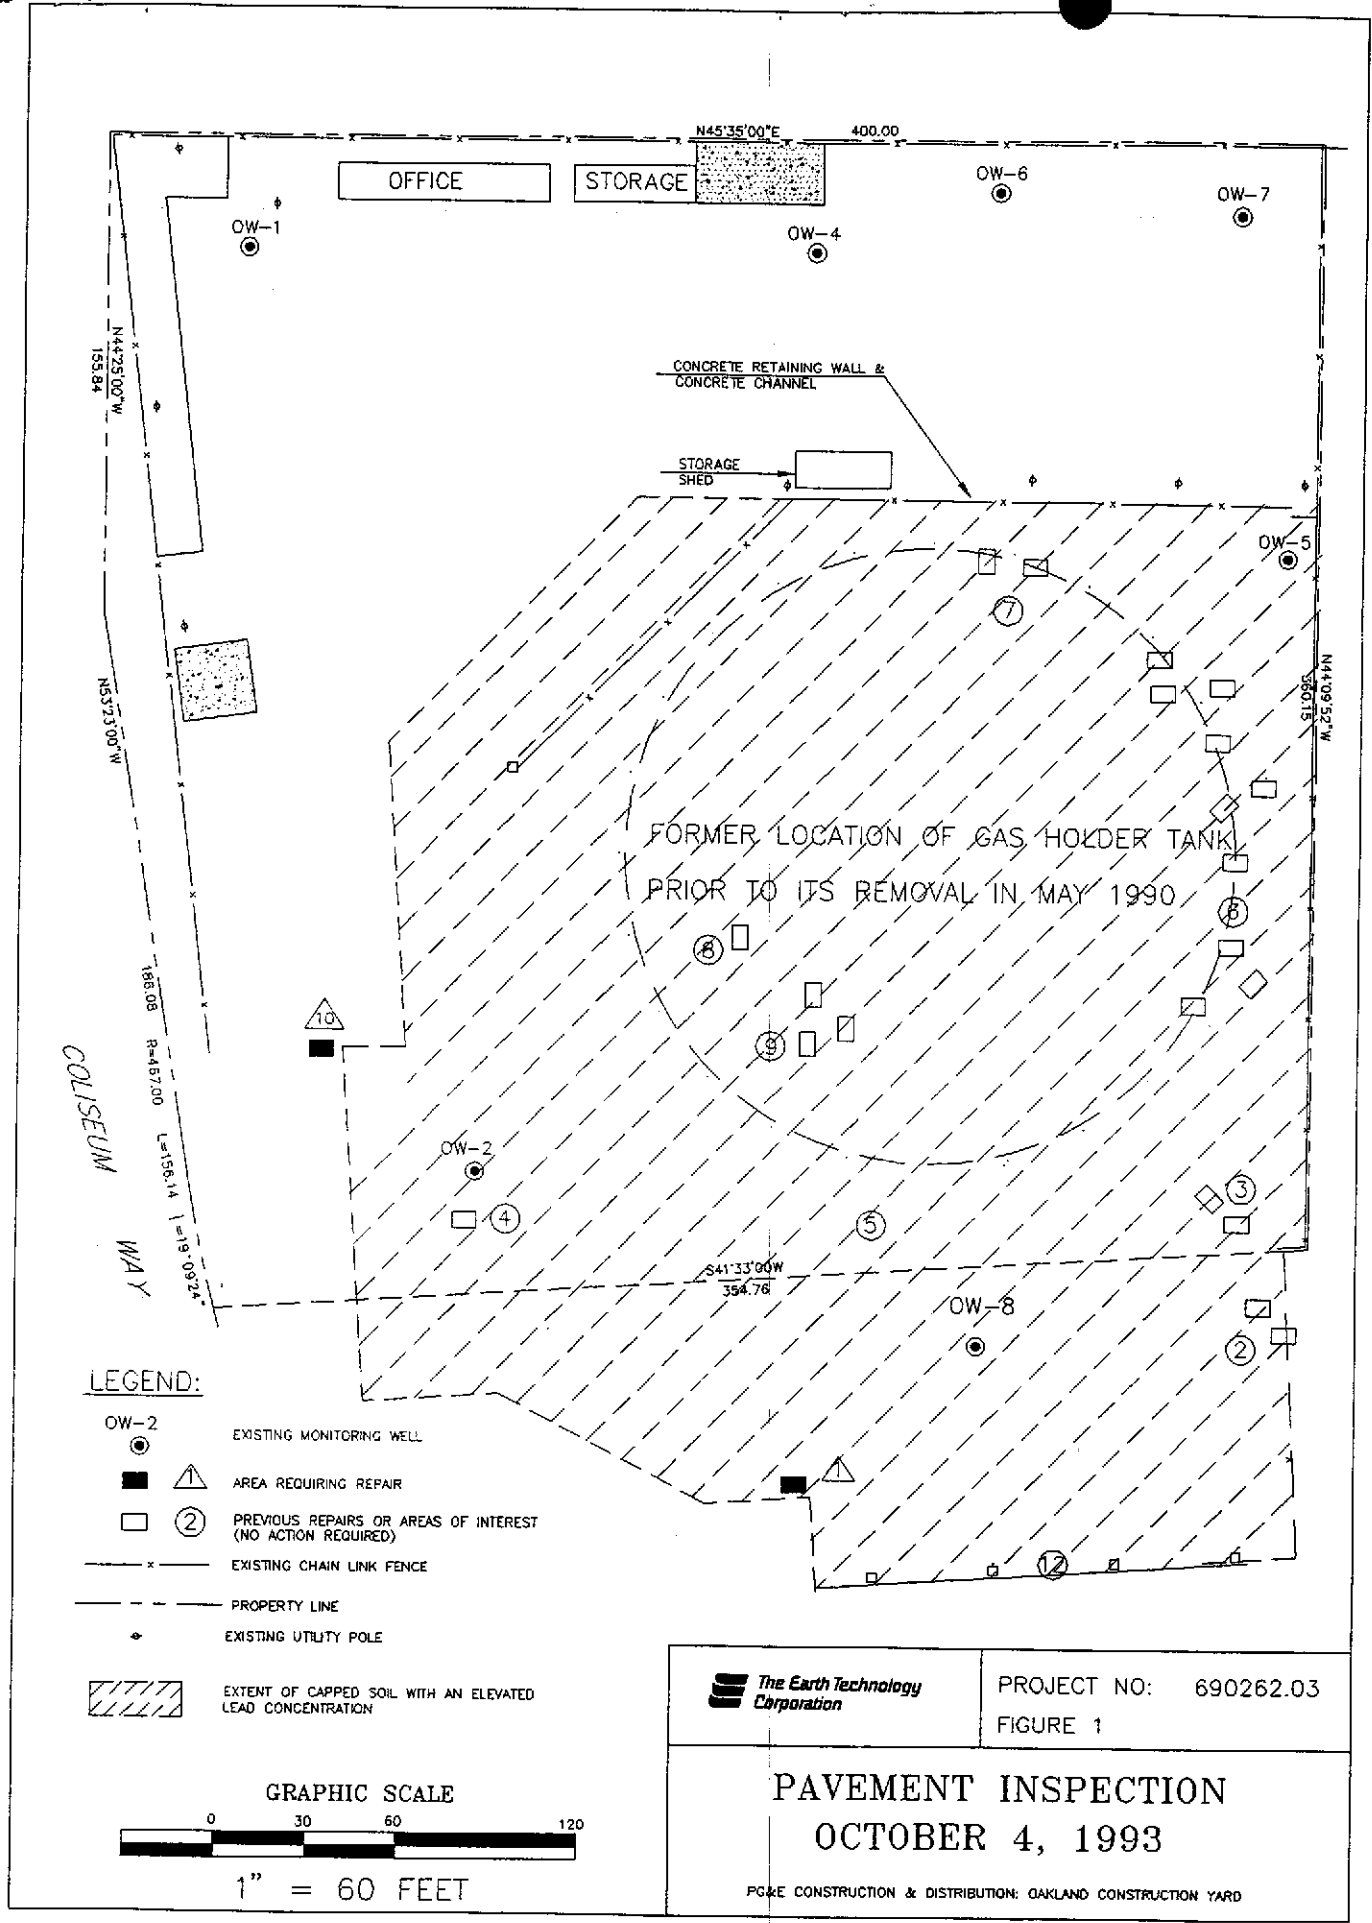 N45°35'00"E 400.00
OFFICE
STORAGE
OW-6
OW-7
OW-1
OW-4
N44°25'00"W
155.84
CONCRETE RETAINING WALL &
CONCRETE CHANNEL
STORAGE
SHED
OW-5
7
N44°09'52"W
360.15
N53°23'00"W
FORMER LOCATION OF GAS HOLDER TANK
PRIOR TO ITS REMOVAL IN MAY 1990
6
8
10
9
188.08 R=467.00 L=156.14
COLISEUM WAY
OW-2
4
5
3
S41°33'00W
354.76
OW-8
2
1
12
LEGEND:
OW-2
EXISTING MONITORING WELL
1
AREA REQUIRING REPAIR
2
PREVIOUS REPAIRS OR AREAS OF INTEREST
(NO ACTION REQUIRED)
EXISTING CHAIN LINK FENCE
PROPERTY LINE
EXISTING UTILITY POLE
EXTENT OF CAPPED SOIL WITH AN ELEVATED
LEAD CONCENTRATION
GRAPHIC SCALE
0 30 60 120
1" = 60 FEET
The Earth Technology
Corporation
PROJECT NO: 690262.03
FIGURE 1
PAVEMENT INSPECTION
OCTOBER 4, 1993
PG&E CONSTRUCTION & DISTRIBUTION: OAKLAND CONSTRUCTION YARD